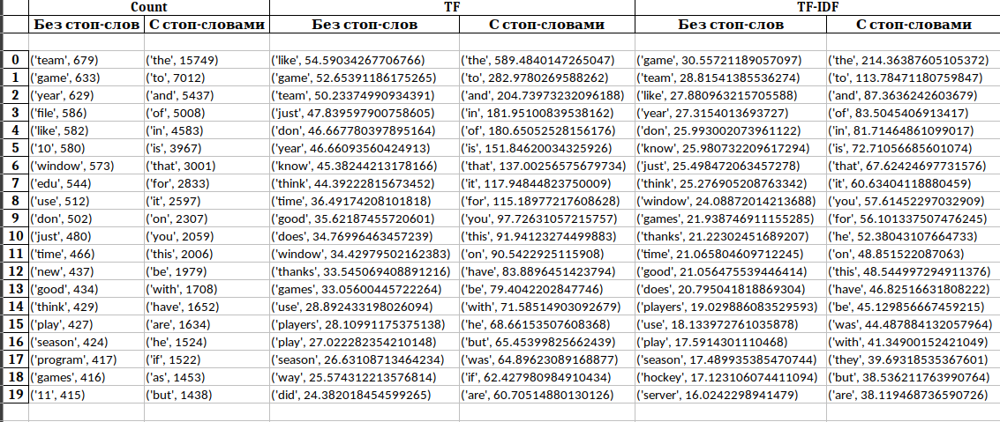 Count TF TF-IDF
Без стоп-слов С стоп-словами Без стоп-слов С стоп-словами Без стоп-слов С стоп-словами
0 ('team', 679) ('the', 15749) ('like', 54.59034267706766) ('the', 589.4840147265047) ('game', 30.55721189057097) ('the', 214.36387605105372)
1 ('game', 633) ('to', 7012) ('game', 52.65391186175265) ('to', 282.9780269588262) ('team', 28.81541385536274) ('to', 113.78471180759847)
2 ('year', 629) ('and', 5437) ('team', 50.23374990934391) ('and', 204.73973232096188) ('like', 27.880963215705588) ('and', 87.3636242603679)
3 ('file', 586) ('of', 5008) ('just', 47.839597900758605) ('in', 181.95100839538162) ('year', 27.3154013693727) ('of', 83.5045406913417)
4 ('like', 582) ('in', 4583) ('don', 46.667780397895164) ('of', 180.65052528156176) ('don', 25.993002073961122) ('in', 81.71464861099017)
5 ('10', 580) ('is', 3967) ('year', 46.66093560424913) ('is', 151.84620034325926) ('know', 25.980732209617294) ('is', 72.71056685601074)
6 ('window', 573) ('that', 3001) ('know', 45.38244213178166) ('that', 137.00256575679734) ('just', 25.498472063457278) ('that', 67.62424697731576)
7 ('edu', 544) ('for', 2833) ('think', 44.39222815673452) ('it', 117.94844823750009) ('think', 25.276905208763342) ('it', 60.63404118880459)
8 ('use', 512) ('it', 2597) ('time', 36.49174208101818) ('for', 115.18977217608628) ('window', 24.08872014213688) ('you', 57.61452297032909)
9 ('don', 502) ('on', 2307) ('good', 35.62187455720601) ('you', 97.72631057215757) ('games', 21.938746911155285) ('for', 56.101337507476245)
10 ('just', 480) ('you', 2059) ('does', 34.76996463457239) ('this', 91.94123274499883) ('thanks', 21.22302451689207) ('he', 52.38043107664733)
11 ('time', 466) ('this', 2006) ('window', 34.42979502162383) ('on', 90.5422925115908) ('time', 21.065804609712245) ('on', 48.851522087063)
12 ('new', 437) ('be', 1979) ('thanks', 33.545069408891216) ('have', 83.8896451423794) ('good', 21.056475539446414) ('this', 48.544997294911376)
13 ('good', 434) ('with', 1708) ('games', 33.05600445722264) ('be', 79.4042202847746) ('does', 20.795041818869304) ('have', 46.82516631808222)
14 ('think', 429) ('have', 1652) ('use', 28.892433198026094) ('with', 71.58514903092679) ('players', 19.029886083529593) ('be', 45.129856667459215)
15 ('play', 427) ('are', 1634) ('players', 28.10991175375138) ('he', 68.66153507608368) ('use', 18.133972761035878) ('was', 44.487884132057964)
16 ('season', 424) ('he', 1524) ('play', 27.022282354210148) ('but', 65.45399825662439) ('play', 17.5914301110468) ('with', 41.34900152421049)
17 ('program', 417) ('if', 1522) ('season', 26.63108713464234) ('was', 64.89623089168877) ('season', 17.489935385470744) ('they', 39.69318535367601)
18 ('games', 416) ('as', 1453) ('way', 25.574312213576814) ('if', 62.427980984910434) ('hockey', 17.123106074411094) ('but', 38.536211763990764)
19 ('11', 415) ('but', 1438) ('did', 24.382018454599265) ('are', 60.70514880130126) ('server', 16.0242298941479) ('are', 38.119468736590726)